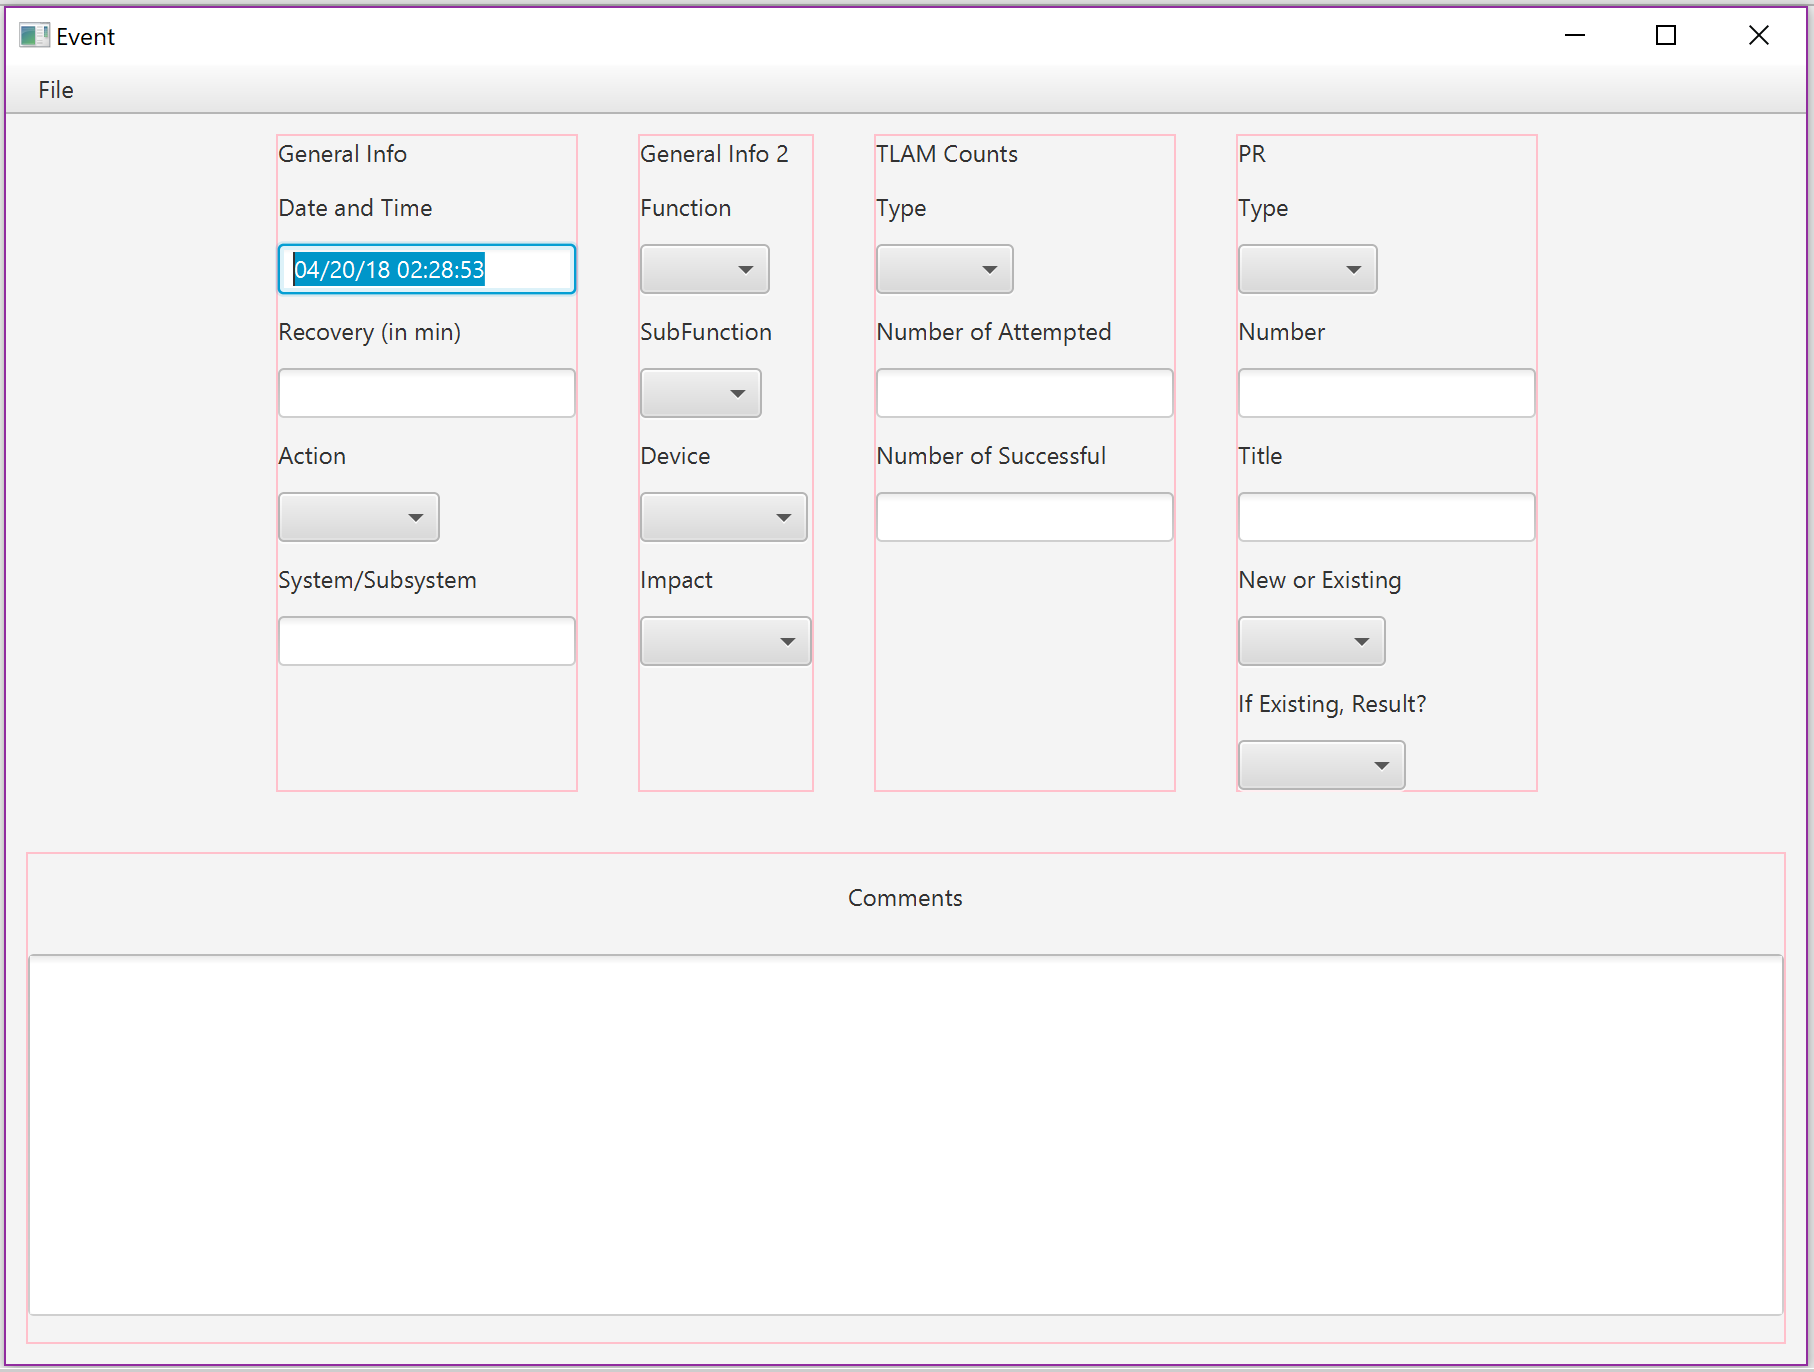 Event
File
General Info
Date and Time
04/20/18 02:28:53
Recovery (in min)
Action
System/Subsystem
General Info 2
Function
SubFunction
Device
Impact
TLAM Counts
Type
Number of Attempted
Number of Successful
PR
Type
Number
Title
New or Existing
If Existing, Result?
Comments